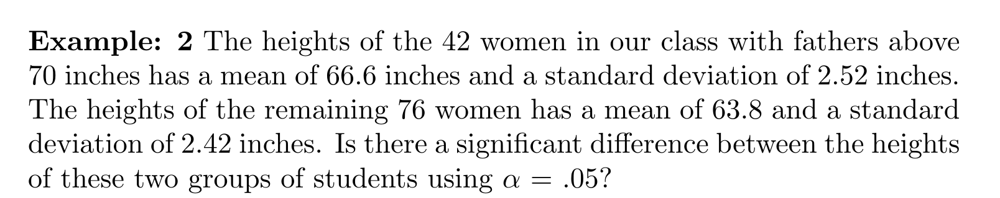 Example: 2 The heights of the 42 women in our class with fathers above
70 inches has a mean of 66.6 inches and a standard deviation of 2.52 inches.
The heights of the remaining 76 women has a mean of 63.8 and a standard
deviation of 2.42 inches. Is there a significant difference between the heights
of these two groups of students using α = .05?